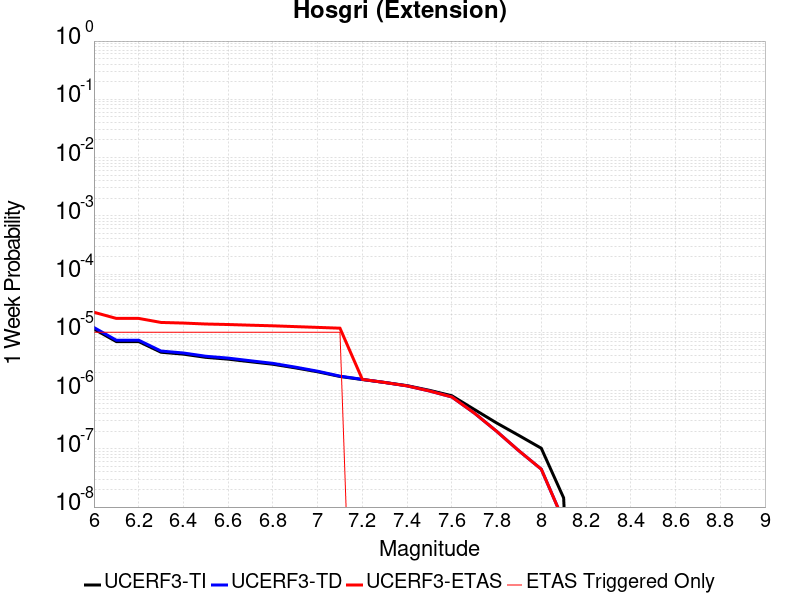 Hosgri (Extension)
10^0
10^-1
10^-2
10^-3
10^-4
10^-5
10^-6
10^-7
10^-8
1 Week Probability
6 6.2 6.4 6.6 6.8 7 7.2 7.4 7.6 7.8 8 8.2 8.4 8.6 8.8 9
Magnitude
UCERF3-TI UCERF3-TD UCERF3-ETAS ETAS Triggered Only